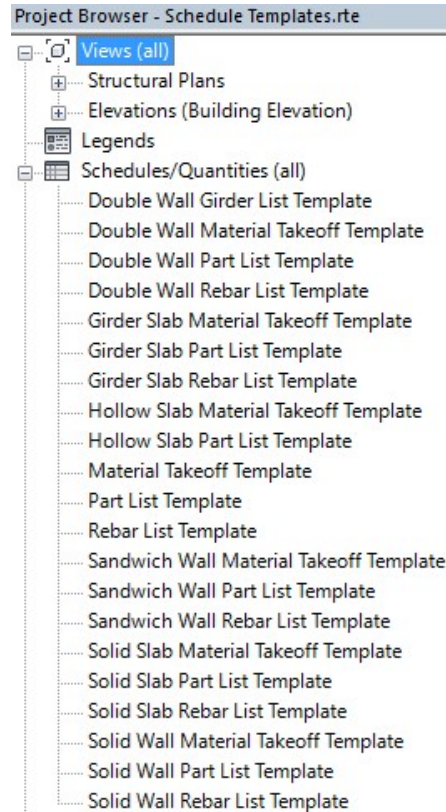 Project Browser - Schedule Templates.rte
Views (all)
Structural Plans
Elevations (Building Elevation)
Legends
Schedules/Quantities (all)
Double Wall Girder List Template
Double Wall Material Takeoff Template
Double Wall Part List Template
Double Wall Rebar List Template
Girder Slab Material Takeoff Template
Girder Slab Part List Template
Girder Slab Rebar List Template
Hollow Slab Material Takeoff Template
Hollow Slab Part List Template
Material Takeoff Template
Part List Template
Rebar List Template
Sandwich Wall Material Takeoff Template
Sandwich Wall Part List Template
Sandwich Wall Rebar List Template
Solid Slab Material Takeoff Template
Solid Slab Part List Template
Solid Slab Rebar List Template
Solid Wall Material Takeoff Template
Solid Wall Part List Template
Solid Wall Rebar List Template